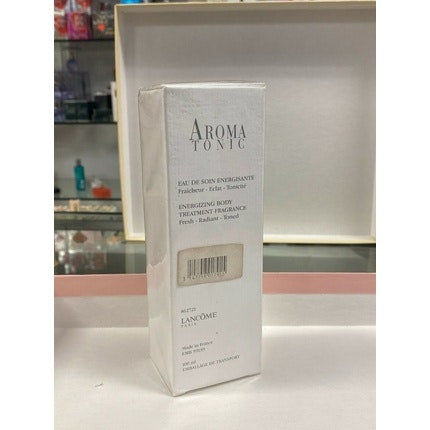 AROMA
TONIC
EAU DE SOIN ENERGISANTE
Fraîcheur - Eclat - Tonicité
ENERGIZING BODY
TREATMENT FRAGRANCE
Fresh - Radiant - Toned
LANCÔME
PARIS
Made in France
100 ml
EMBALLAGE DE TRANSPORT